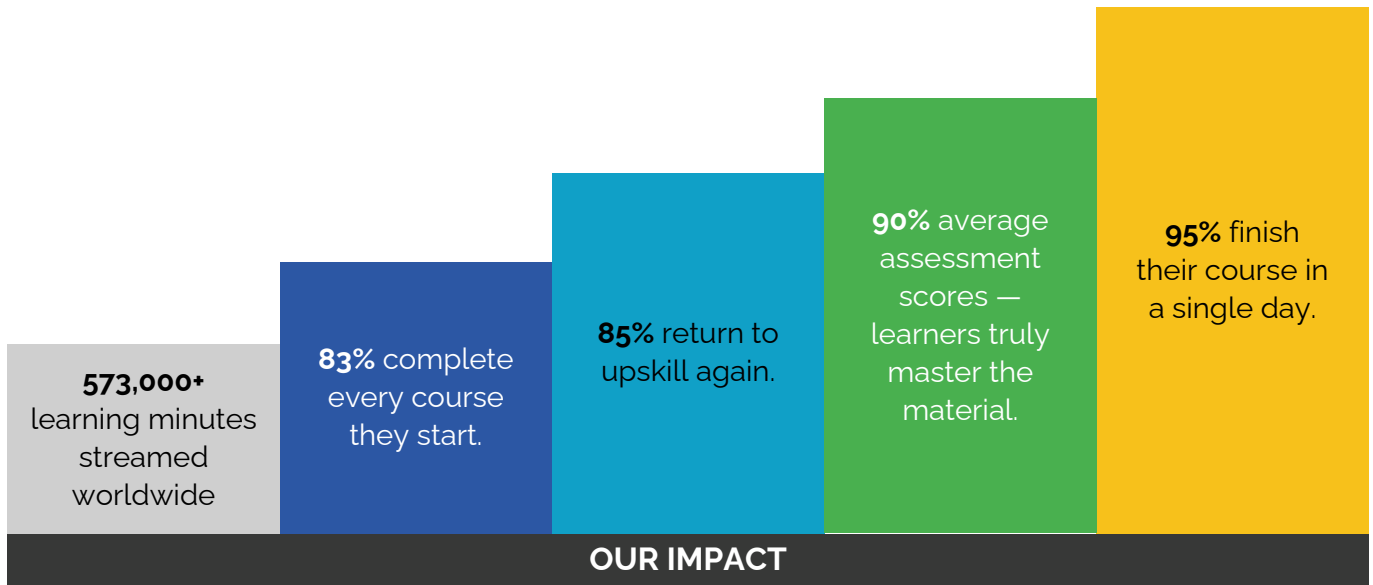 573,000+
learning minutes
streamed
worldwide
83% complete
every course
they start.
85% return to
upskill again.
90% average
assessment
scores —
learners truly
master the
material.
95% finish
their course in
a single day.
OUR IMPACT